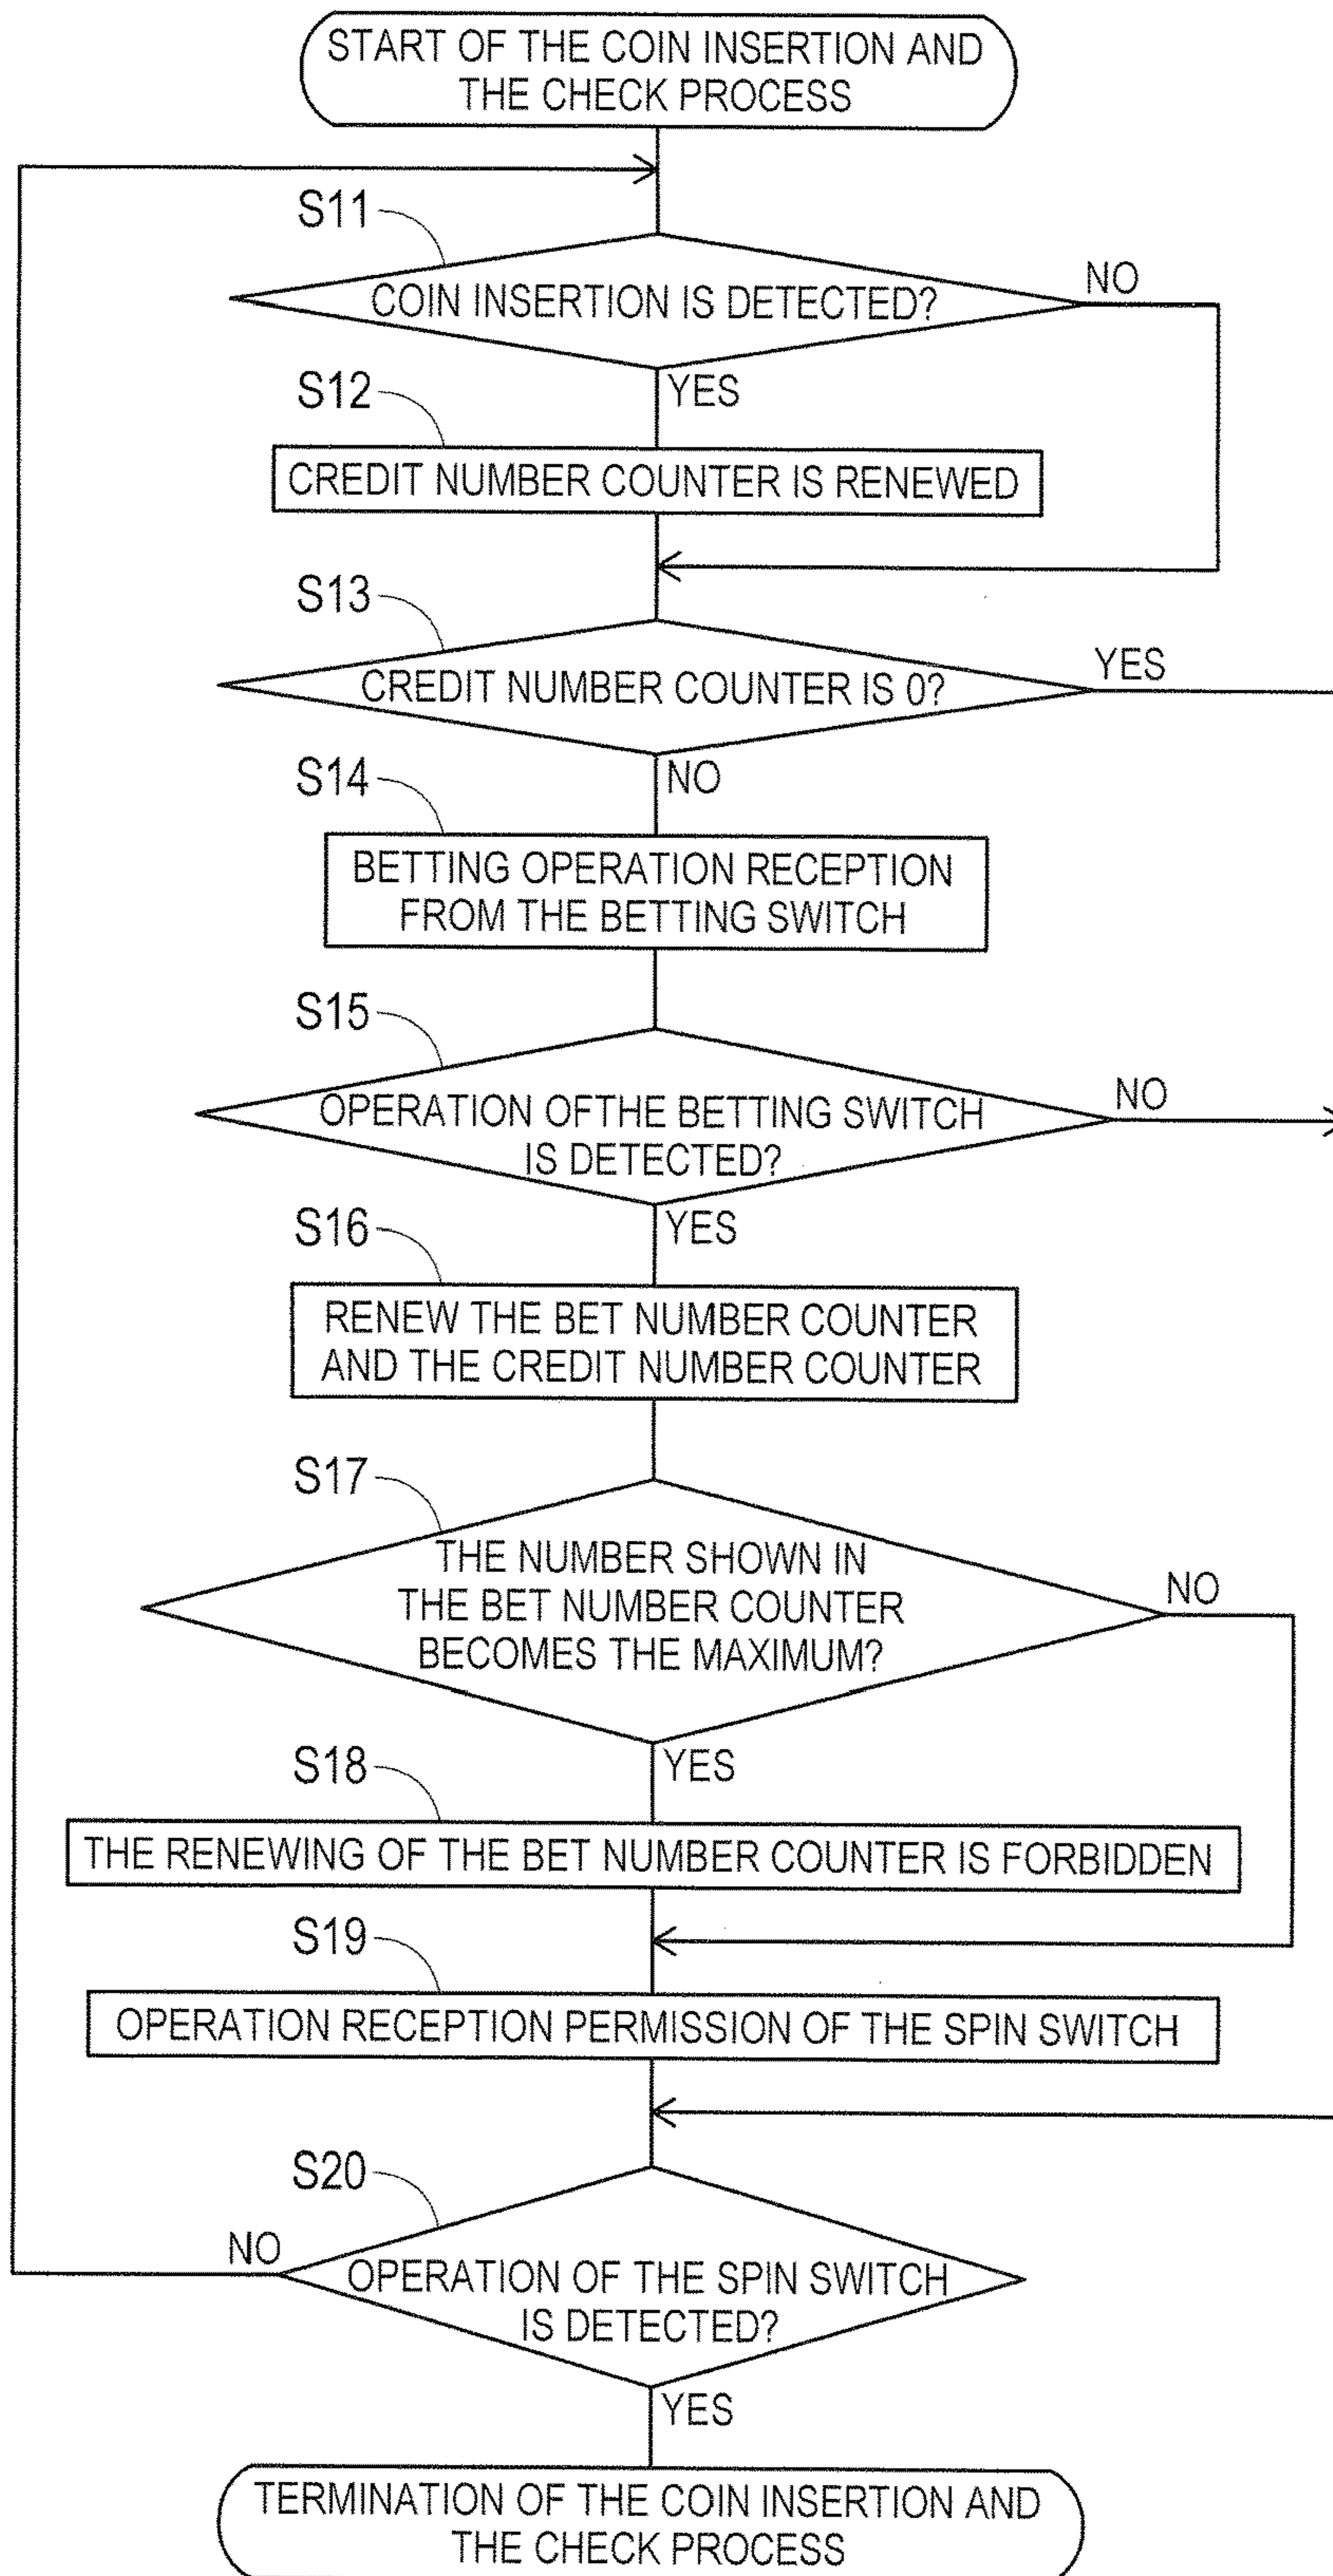 START OF THE COIN INSERTION AND
THE CHECK PROCESS
S11
COIN INSERTION IS DETECTED?
NO
YES
S12
CREDIT NUMBER COUNTER IS RENEWED
S13
CREDIT NUMBER COUNTER IS 0?
YES
NO
S14
BETTING OPERATION RECEPTION
FROM THE BETTING SWITCH
S15
OPERATION OFTHE BETTING SWITCH
IS DETECTED?
NO
YES
S16
RENEW THE BET NUMBER COUNTER
AND THE CREDIT NUMBER COUNTER
S17
THE NUMBER SHOWN IN
THE BET NUMBER COUNTER
BECOMES THE MAXIMUM?
NO
YES
S18
THE RENEWING OF THE BET NUMBER COUNTER IS FORBIDDEN
S19
OPERATION RECEPTION PERMISSION OF THE SPIN SWITCH
S20
NO
OPERATION OF THE SPIN SWITCH
IS DETECTED?
YES
TERMINATION OF THE COIN INSERTION AND
THE CHECK PROCESS